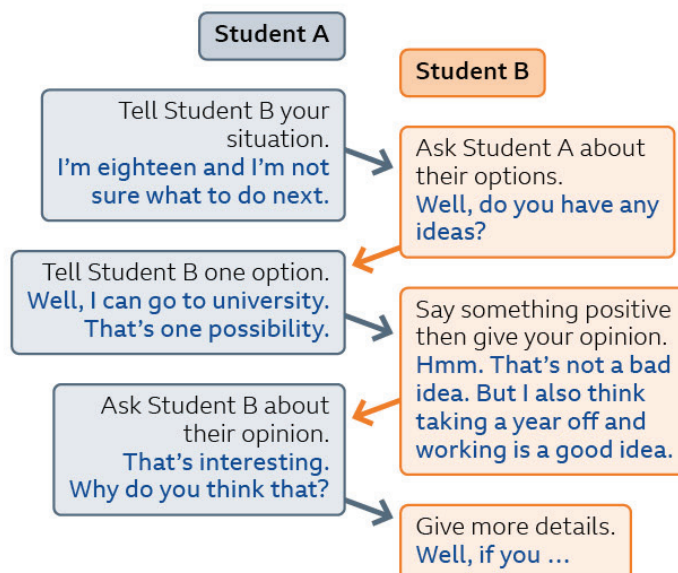 Student A
Student B
Tell Student B your
situation.
I’m eighteen and I’m not
sure what to do next.
Ask Student A about
their options.
Well, do you have any
ideas?
Tell Student B one option.
Well, I can go to university.
That’s one possibility.
Say something positive
then give your opinion.
Hmm. That’s not a bad
idea. But I also think
taking a year off and
working is a good idea.
Ask Student B about
their opinion.
That’s interesting.
Why do you think that?
Give more details.
Well, if you …